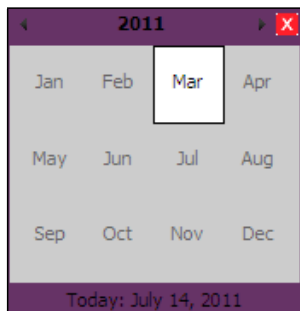 2011 X
Jan Feb Mar Apr
May Jun Jul Aug
Sep Oct Nov Dec
Today: July 14, 2011